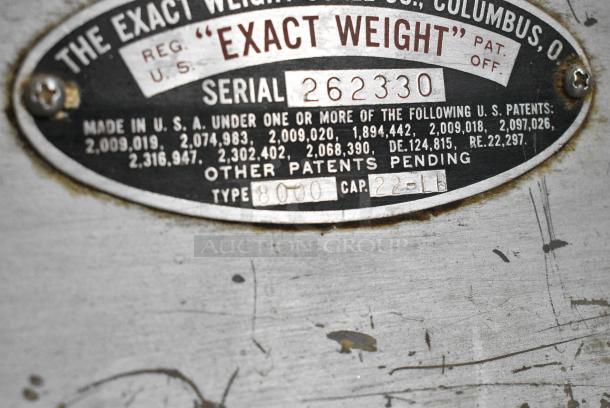 THE EXACT WEIGHT SCALE CO., COLUMBUS, O.
REG. U.S. "EXACT WEIGHT" PAT. OFF.
SERIAL 262330
MADE IN U. S. A. UNDER ONE OR MORE OF THE FOLLOWING U. S. PATENTS:
2,009,019, 2,074,983, 2,009,020, 1,894,442, 2,009,018, 2,097,026,
2,316,947, 2,302,402, 2,068,390, DE.124,815, RE.22,297.
OTHER PATENTS PENDING
TYPE 8000 CAP. 22-LB
AUCTION GROUP